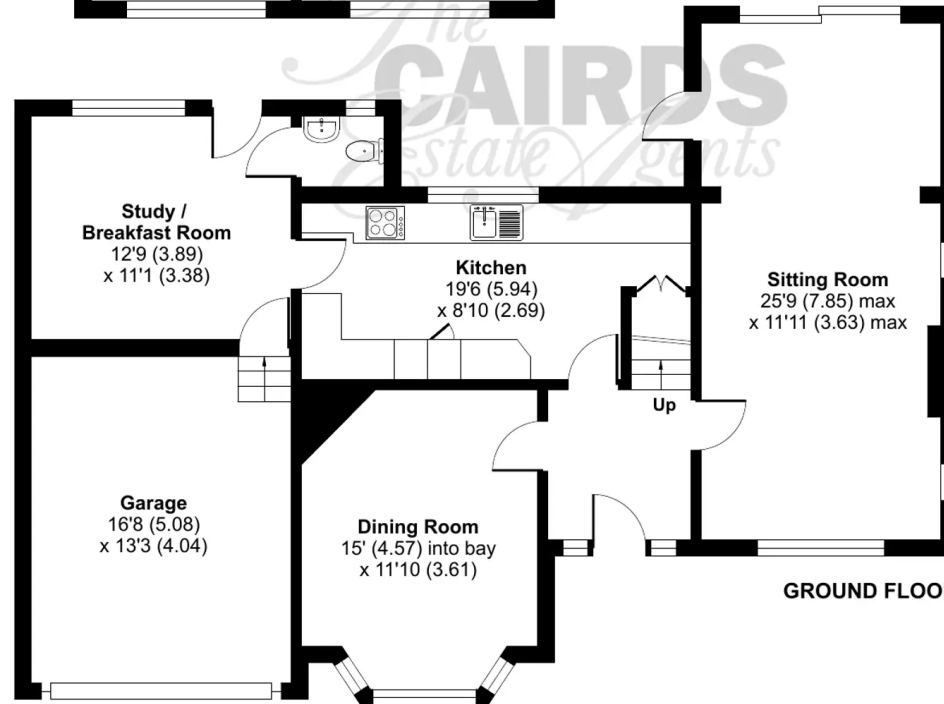 The
CAIRDS
Estate Agents
Study /
Breakfast Room
12'9 (3.89)
x 11'1 (3.38)
Kitchen
19'6 (5.94)
x 8'10 (2.69)
Sitting Room
25'9 (7.85) max
x 11'11 (3.63) max
Up
Garage
16'8 (5.08)
x 13'3 (4.04)
Dining Room
15' (4.57) into bay
x 11'10 (3.61)
GROUND FLOO